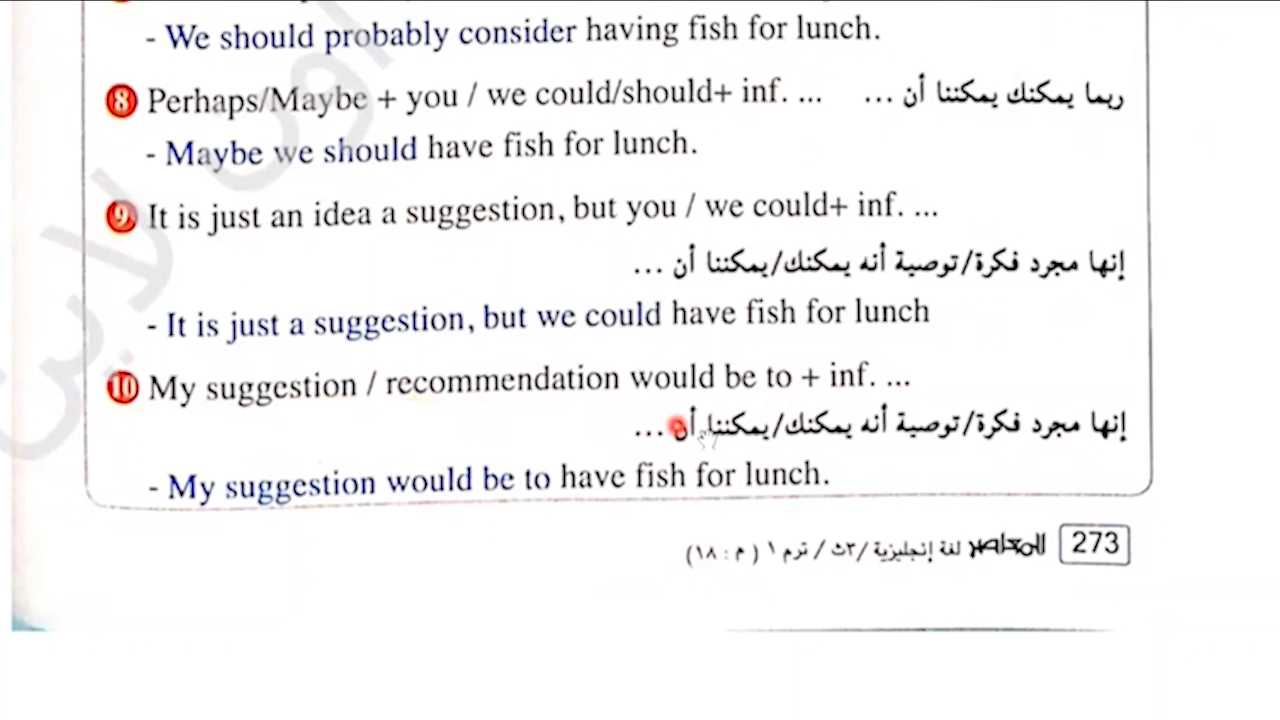 - We should probably consider having fish for lunch.
8 Perhaps/Maybe + you / we could/should+ inf. ... ربما يمكنك يمكننا أن ...
- Maybe we should have fish for lunch.
9 It is just an idea a suggestion, but you / we could+ inf. ...
إنها مجرد فكرة/توصية أنه يمكنك/يمكننا أن ...
- It is just a suggestion, but we could have fish for lunch
10 My suggestion / recommendation would be to + inf. ...
إنها مجرد فكرة/توصية أنه يمكنك/يمكننا أن ...
- My suggestion would be to have fish for lunch.
273 المعاصر لغة إنجليزية /٣ث / ترم ١ (م : ١٨)
اون لاين